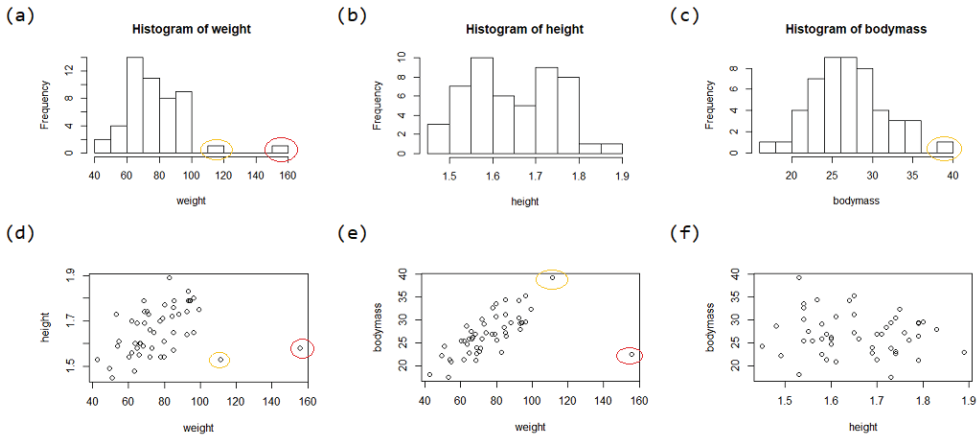 (a) (b) (c)
Histogram of weight Histogram of height Histogram of bodymass
Frequency
0 4 8 12
40 60 80 100 120 140 160
weight
Frequency
0 2 4 6 8 10
1.5 1.6 1.7 1.8 1.9
height
Frequency
0 2 4 6 8
20 25 30 35 40
bodymass
(d) (e) (f)
height
1.5 1.7 1.9
40 60 80 100 120 140 160
weight
bodymass
20 25 30 35 40
40 60 80 100 120 140 160
weight
bodymass
20 25 30 35 40
1.5 1.6 1.7 1.8 1.9
height